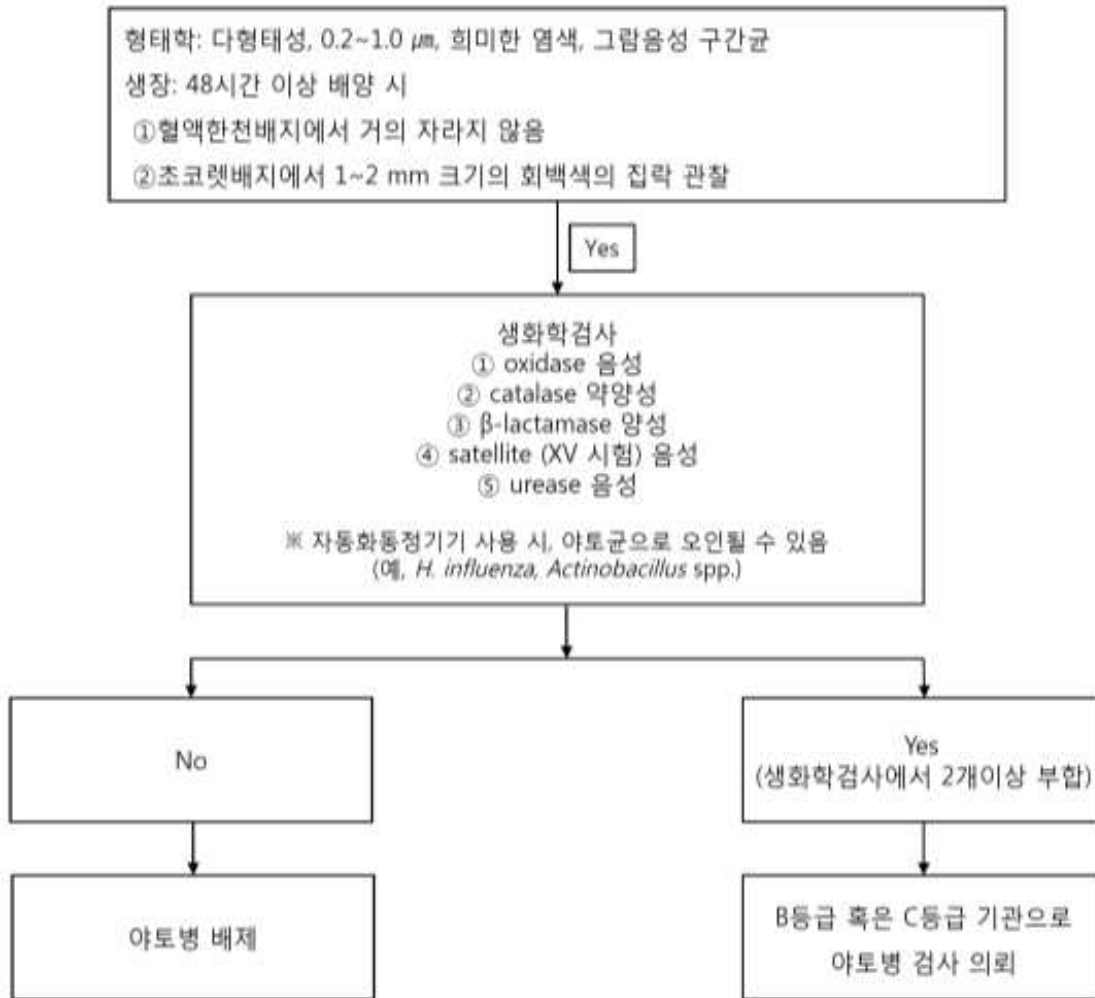 형태학: 다형태성, 0.2~1.0 ㎛, 희미한 염색, 그람음성 구간균
생장: 48시간 이상 배양 시
①혈액한천배지에서 거의 자라지 않음
②초코렛배지에서 1~2 mm 크기의 회백색의 집락 관찰
Yes
생화학검사
① oxidase 음성
② catalase 약양성
③ β-lactamase 양성
④ satellite (XV 시험) 음성
⑤ urease 음성
※ 자동화동정기기 사용 시, 야토균으로 오인될 수 있음
(예, H. influenza, Actinobacillus spp.)
No
Yes
(생화학검사에서 2개이상 부합)
야토병 배제
B등급 혹은 C등급 기관으로
야토병 검사 의뢰